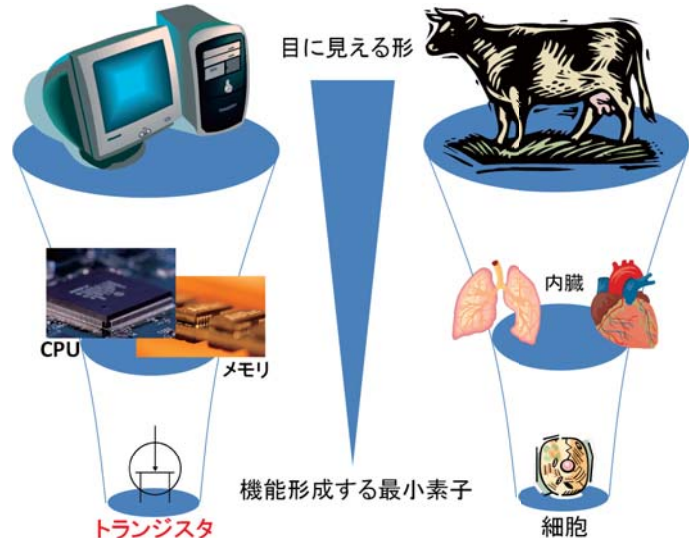 目に見える形
内臓
CPU
メモリ
機能形成する最小素子
トランジスタ
細胞